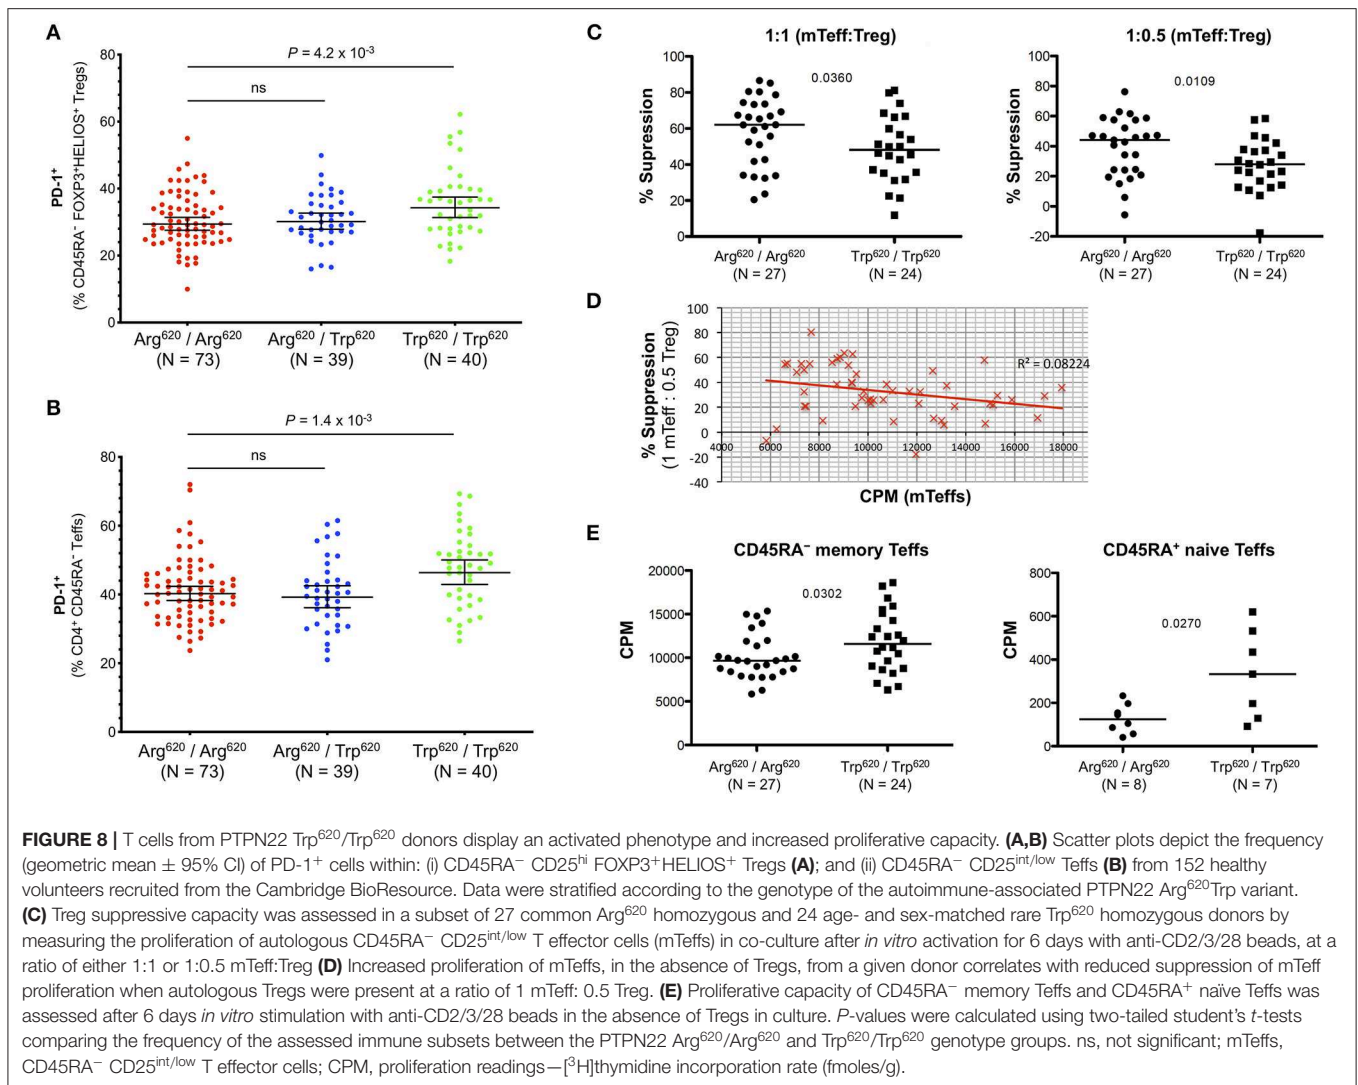 A
P = 4.2 x 10⁻³
ns
PD-1⁺
(% CD45RA⁻ FOXP3⁺HELIOS⁺ Tregs)
80
60
40
20
0
Arg⁶²⁰ / Arg⁶²⁰
(N = 73)
Arg⁶²⁰ / Trp⁶²⁰
(N = 39)
Trp⁶²⁰ / Trp⁶²⁰
(N = 40)
B
P = 1.4 x 10⁻³
ns
PD-1⁺
(% CD4⁺ CD45RA⁻ Teffs)
80
60
40
20
0
Arg⁶²⁰ / Arg⁶²⁰
(N = 73)
Arg⁶²⁰ / Trp⁶²⁰
(N = 39)
Trp⁶²⁰ / Trp⁶²⁰
(N = 40)
C
1:1 (mTeff:Treg)
0.0360
% Supression
100
80
60
40
20
0
Arg⁶²⁰ / Arg⁶²⁰
(N = 27)
Trp⁶²⁰ / Trp⁶²⁰
(N = 24)
1:0.5 (mTeff:Treg)
0.0109
% Supression
100
80
60
40
20
0
-20
Arg⁶²⁰ / Arg⁶²⁰
(N = 27)
Trp⁶²⁰ / Trp⁶²⁰
(N = 24)
D
% Suppression
(1 mTeff : 0.5 Treg)
100
80
60
40
20
0
-20
-40
R² = 0.08224
4000 6000 8000 10000 12000 14000 16000 18000
CPM (mTeffs)
E
CD45RA⁻ memory Teffs
0.0302
CPM
20000
15000
10000
5000
0
Arg⁶²⁰ / Arg⁶²⁰
(N = 27)
Trp⁶²⁰ / Trp⁶²⁰
(N = 24)
CD45RA⁺ naive Teffs
0.0270
CPM
800
600
400
200
0
Arg⁶²⁰ / Arg⁶²⁰
(N = 8)
Trp⁶²⁰ / Trp⁶²⁰
(N = 7)
FIGURE 8 | T cells from PTPN22 Trp⁶²⁰/Trp⁶²⁰ donors display an activated phenotype and increased proliferative capacity. (A,B) Scatter plots depict the frequency
(geometric mean ± 95% CI) of PD-1⁺ cells within: (i) CD45RA⁻ CD25ʰⁱ FOXP3⁺HELIOS⁺ Tregs (A); and (ii) CD45RA⁻ CD25ⁱⁿᵗ/ˡᵒʷ Teffs (B) from 152 healthy
volunteers recruited from the Cambridge BioResource. Data were stratified according to the genotype of the autoimmune-associated PTPN22 Arg⁶²⁰Trp variant.
(C) Treg suppressive capacity was assessed in a subset of 27 common Arg⁶²⁰ homozygous and 24 age- and sex-matched rare Trp⁶²⁰ homozygous donors by
measuring the proliferation of autologous CD45RA⁻ CD25ⁱⁿᵗ/ˡᵒʷ T effector cells (mTeffs) in co-culture after in vitro activation for 6 days with anti-CD2/3/28 beads, at a
ratio of either 1:1 or 1:0.5 mTeff:Treg (D) Increased proliferation of mTeffs, in the absence of Tregs, from a given donor correlates with reduced suppression of mTeff
proliferation when autologous Tregs were present at a ratio of 1 mTeff: 0.5 Treg. (E) Proliferative capacity of CD45RA⁻ memory Teffs and CD45RA⁺ naïve Teffs was
assessed after 6 days in vitro stimulation with anti-CD2/3/28 beads in the absence of Tregs in culture. P-values were calculated using two-tailed student's t-tests
comparing the frequency of the assessed immune subsets between the PTPN22 Arg⁶²⁰/Arg⁶²⁰ and Trp⁶²⁰/Trp⁶²⁰ genotype groups. ns, not significant; mTeffs,
CD45RA⁻ CD25ⁱⁿᵗ/ˡᵒʷ T effector cells; CPM, proliferation readings—[³H]thymidine incorporation rate (fmoles/g).